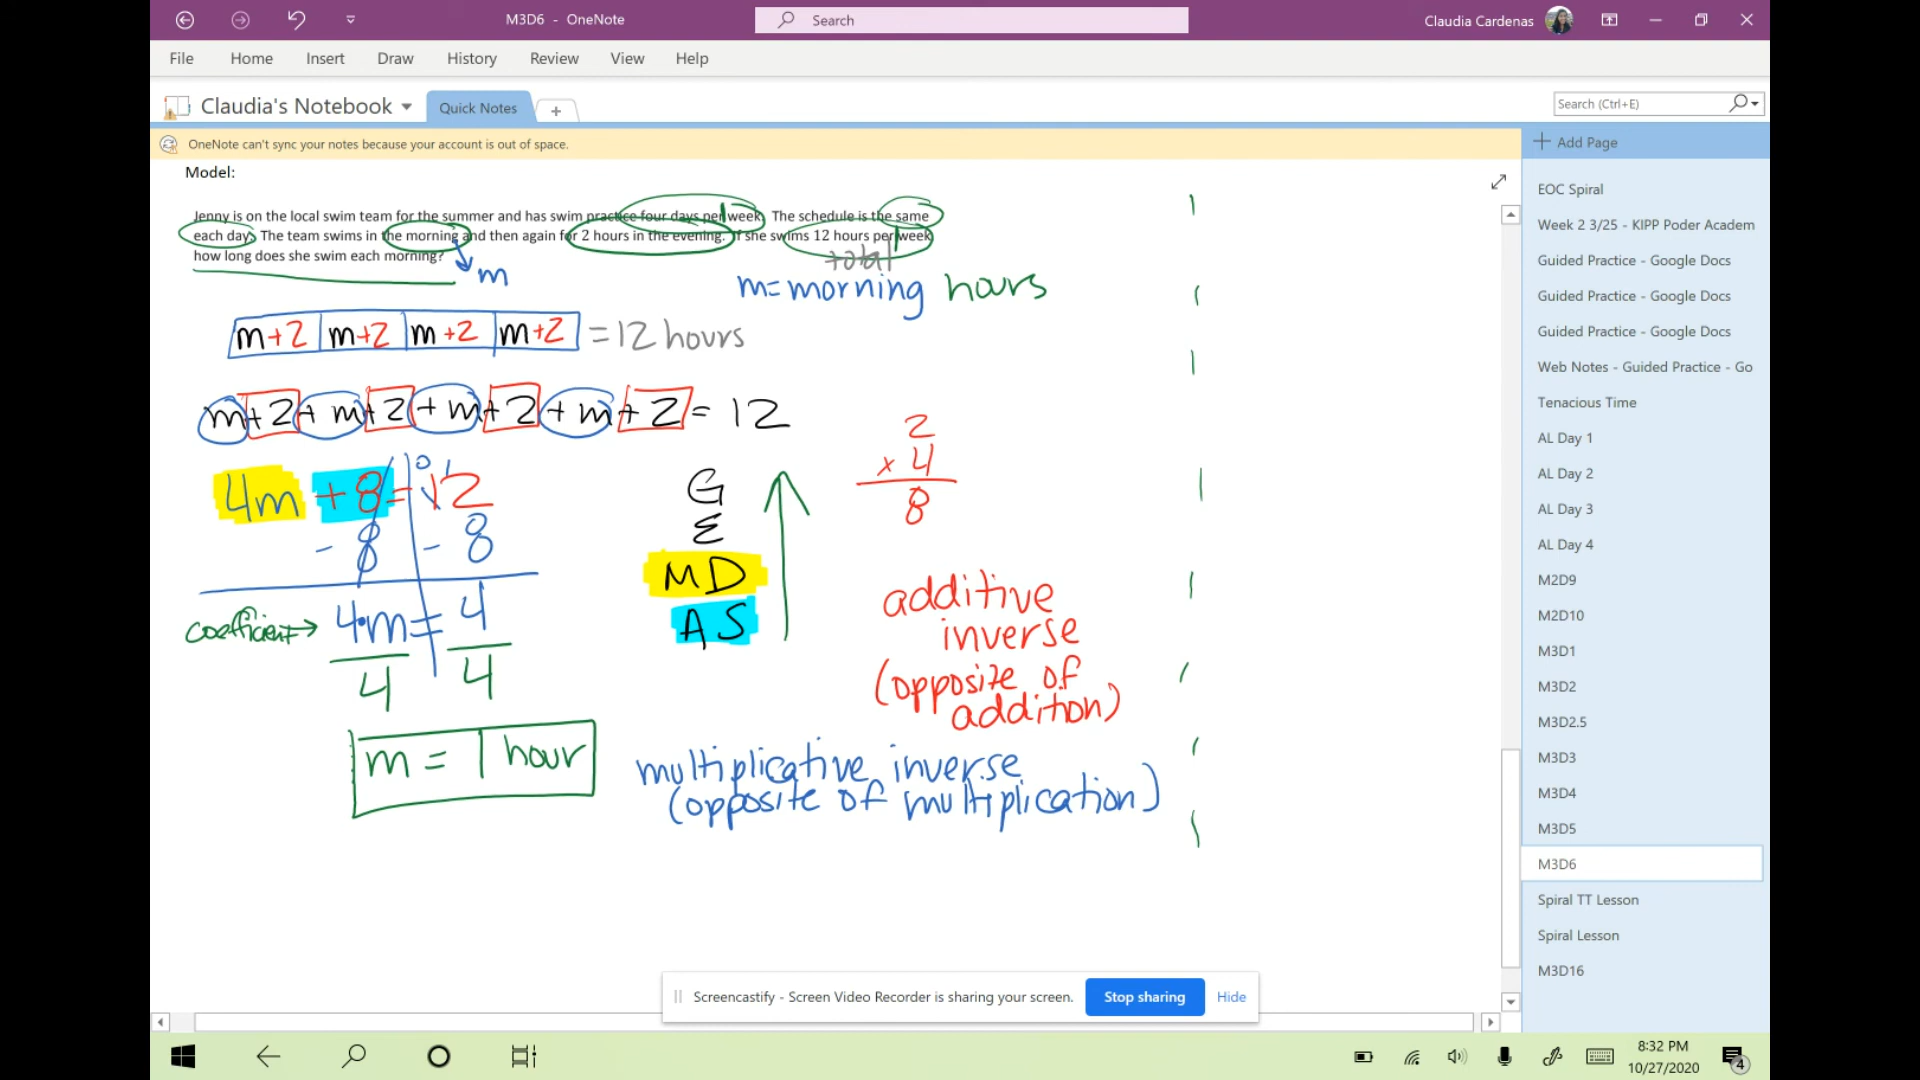 M3D6 - OneNote
Search
Claudia Cardenas
File Home Insert Draw History Review View Help
Claudia's Notebook
Quick Notes
+
Search (Ctrl+E)
OneNote can't sync your notes because your account is out of space.
Model:
Jenny is on the local swim team for the summer and has swim practice four days per week. The schedule is the same
each day. The team swims in the morning and then again for 2 hours in the evening. If she swims 12 hours per week
how long does she swim each morning?
total
m
m=morning hours
m+2 m+2 m+2 m+2 = 12 hours
m+2+m+2+m+2+m+2= 12
2
×4
8
0 1
4m +8=12
-8 -8
coefficient→ 4·m=4
4 4
m = 1 hour
G
E
MD
AS
additive
inverse
(opposite of
addition)
multiplicative inverse
(opposite of multiplication)
Add Page
EOC Spiral
Week 2 3/25 - KIPP Poder Academ
Guided Practice - Google Docs
Guided Practice - Google Docs
Guided Practice - Google Docs
Web Notes - Guided Practice - Go
Tenacious Time
AL Day 1
AL Day 2
AL Day 3
AL Day 4
M2D9
M2D10
M3D1
M3D2
M3D2.5
M3D3
M3D4
M3D5
M3D6
Spiral TT Lesson
Spiral Lesson
M3D16
Screencastify - Screen Video Recorder is sharing your screen.
Stop sharing
Hide
8:32 PM
10/27/2020
4